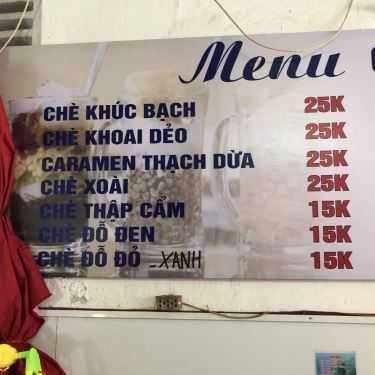 Menu
CHÈ KHÚC BẠCH 25K
CHÈ KHOAI DẺO 25K
CARAMEN THẠCH DỪA 25K
CHÈ XOÀI 25K
CHÈ THẬP CẨM 15K
CHÈ ĐỖ ĐEN 15K
CHÈ ĐỖ ĐỎ - XANH 15K